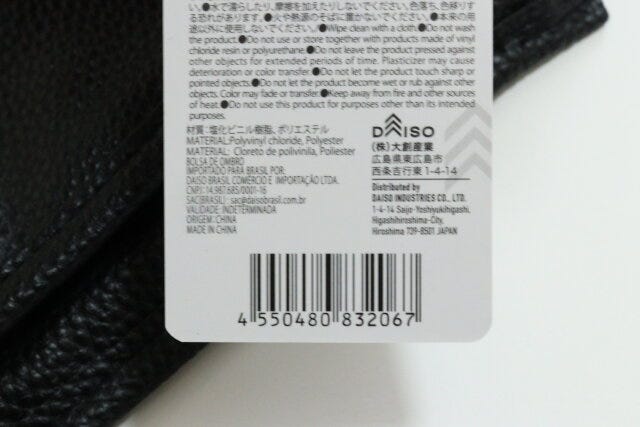 い。●水で濡らしたり、摩擦を加えたりしないでください。色落ち、色移りす
る恐れがあります。●火や熱源のそばに置かないでください。●本来の用
途以外に使用しないでください。/●Wipe clean with a cloth.●Do not wash
the product.●Do not use or store together with products made of vinyl
chloride resin or polyurethane.●Do not leave the product pressed against
other objects for extended periods of time. Plasticizer may cause
deterioration or color transfer.●Do not let the product touch sharp or
pointed objects.●Do not let the product become wet or rub against other
objects. Color may fade or transfer.●Keep away from fire and other sources
of heat.●Do not use this product for purposes other than its intended
purposes.
材質:塩化ビニル樹脂、ポリエステル
MATERIAL:Polyvinyl chloride, Polyester
MATERIAL: Cloreto de polivinila, Poliester
BOLSA DE OMBRO
IMPORTADO PARA BRASIL POR:
DAISO BRASIL COMÉRCIO E IMPORTAÇÃO LTDA.
CNPJ:14.987.685/0001-16
SAC(BRASIL): sac@daisobrasil.com.br
VALIDADE: INDETERMINADA
ORIGEM: CHINA
MADE IN CHINA
DAISO
(株)大創産業
広島県東広島市
西条吉行東1-4-14
Distributed by
DAISO INDUSTRIES CO., LTD.
1-4-14 Saijo-Yoshiyukihigashi,
Higashihiroshima-City,
Hiroshima 739-8501 JAPAN
4 550480 832067